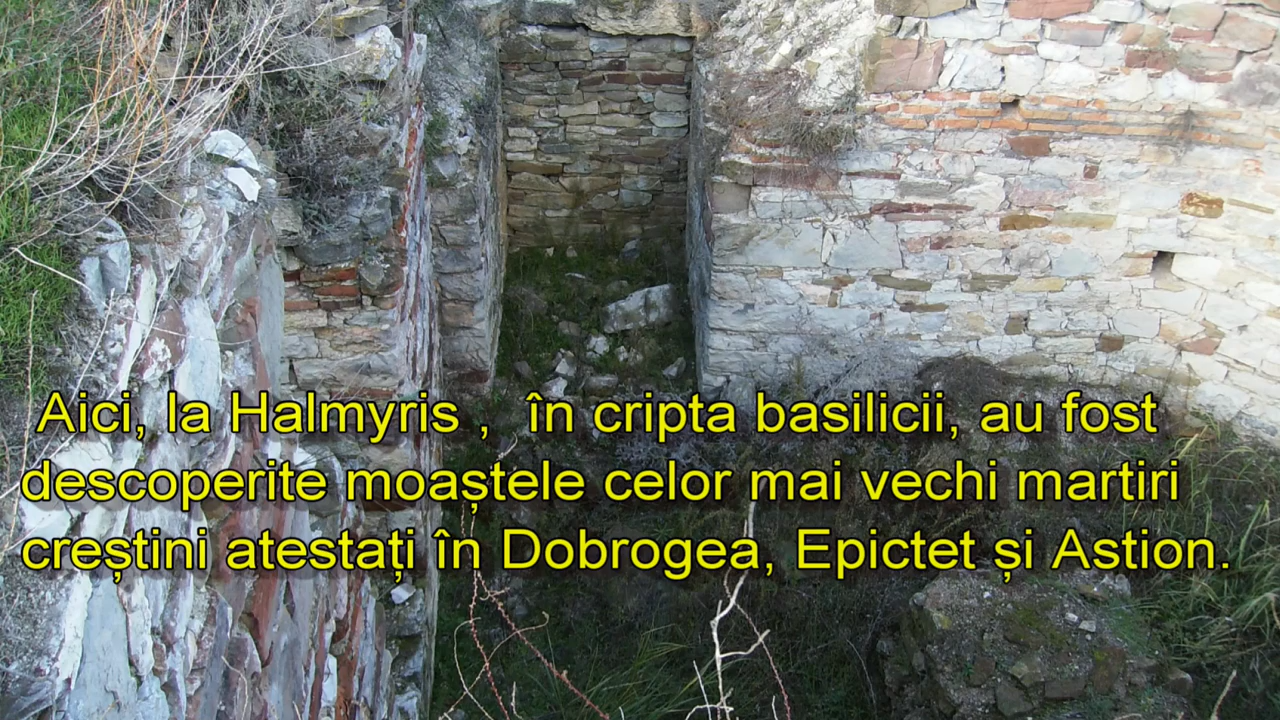 Aici, la Halmyris , în cripta basilicii, au fost
descoperite moaștele celor mai vechi martiri
creștini atestați în Dobrogea, Epictet și Astion.